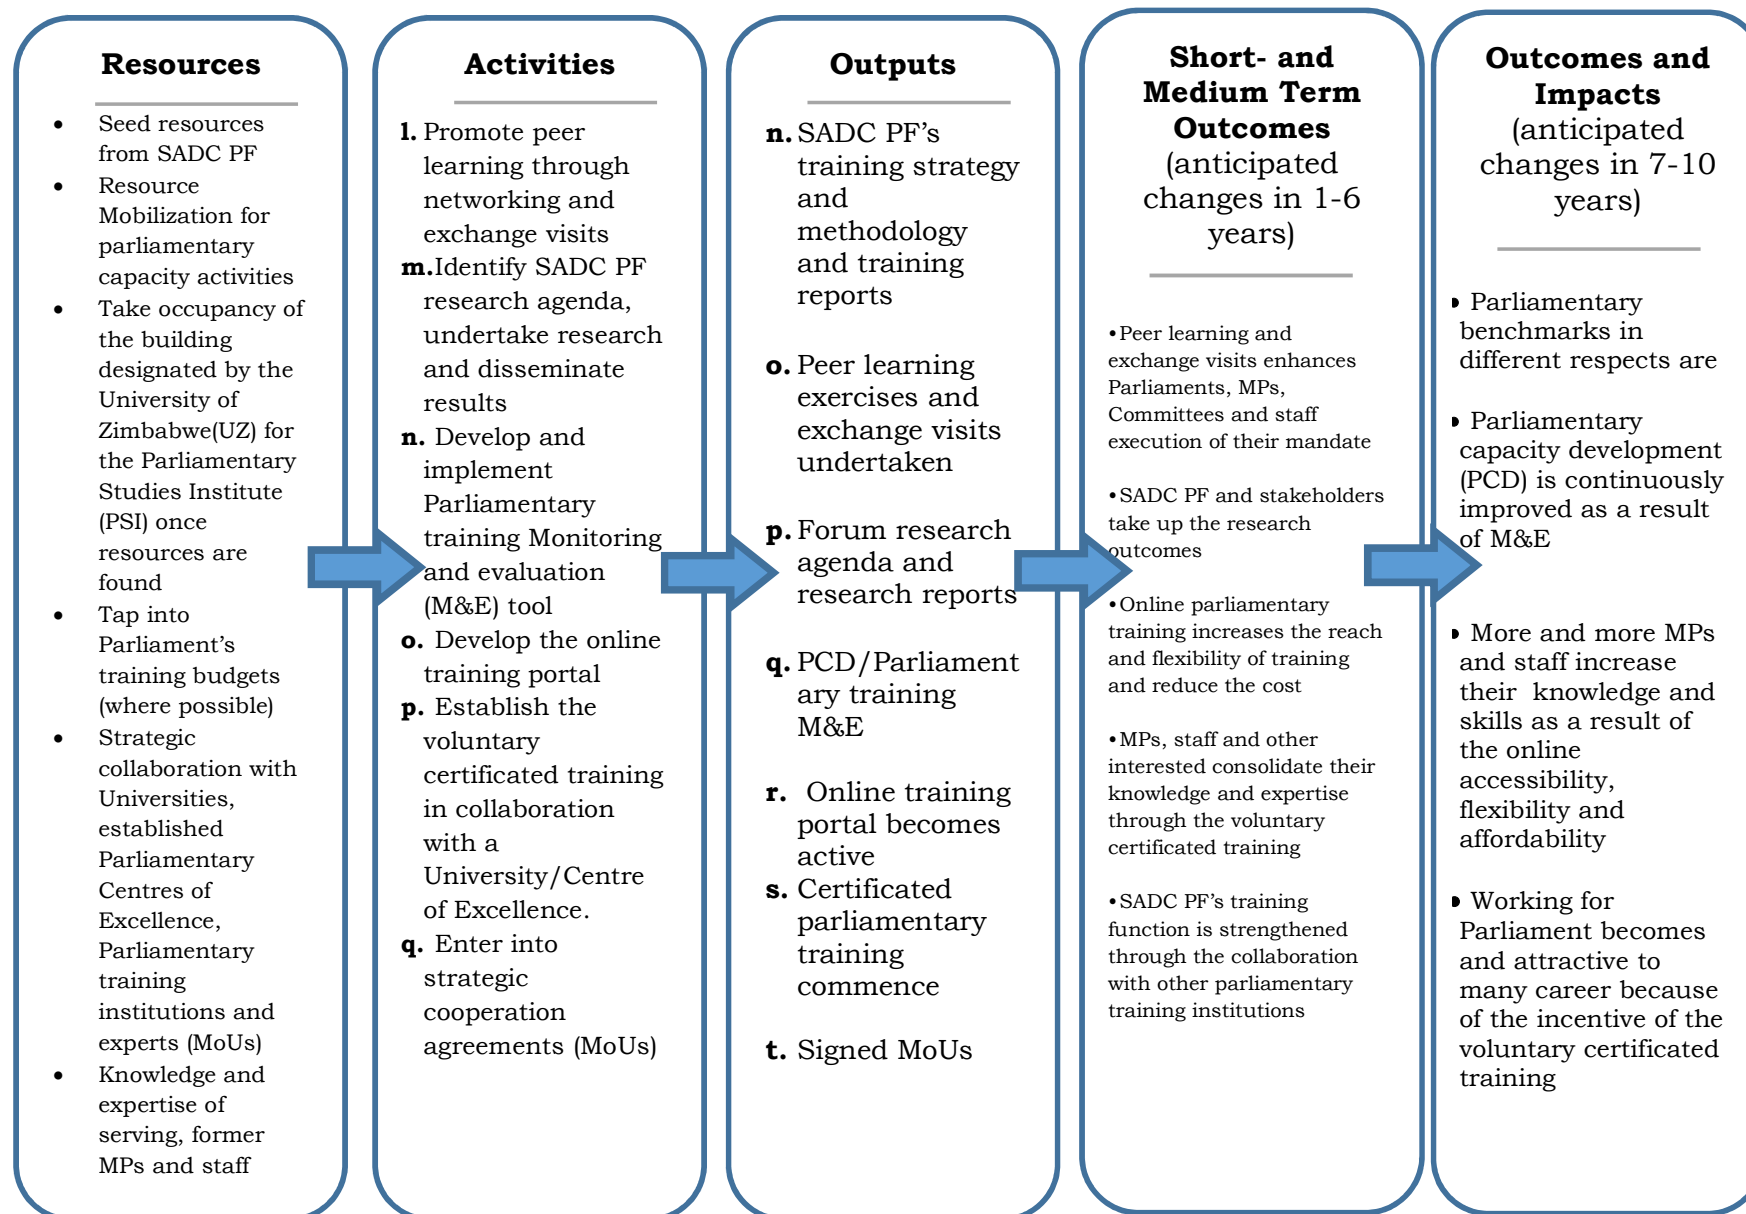 Resources
• Seed resources
from SADC PF
• Resource
Mobilization for
parliamentary
capacity activities
• Take occupancy of
the building
designated by the
University of
Zimbabwe(UZ) for
the Parliamentary
Studies Institute
(PSI) once
resources are
found
• Tap into
Parliament’s
training budgets
(where possible)
• Strategic
collaboration with
Universities,
established
Parliamentary
Centres of
Excellence,
Parliamentary
training
institutions and
experts (MoUs)
• Knowledge and
expertise of
serving, former
MPs and staff
Activities
l. Promote peer
learning through
networking and
exchange visits
m.Identify SADC PF
research agenda,
undertake research
and disseminate
results
n. Develop and
implement
Parliamentary
training Monitoring
and evaluation
(M&E) tool
o. Develop the online
training portal
p. Establish the
voluntary
certificated training
in collaboration
with a
University/Centre
of Excellence.
q. Enter into
strategic
cooperation
agreements (MoUs)
Outputs
n. SADC PF’s
training strategy
and
methodology
and training
reports
o. Peer learning
exercises and
exchange visits
undertaken
p. Forum research
agenda and
research reports
q. PCD/Parliament
ary training
M&E
r. Online training
portal becomes
active
s. Certificated
parliamentary
training
commence
t. Signed MoUs
Short- and
Medium Term
Outcomes
(anticipated
changes in 1-6
years)
•Peer learning and
exchange visits enhances
Parliaments, MPs,
Committees and staff
execution of their mandate
•SADC PF and stakeholders
take up the research
outcomes
•Online parliamentary
training increases the reach
and flexibility of training
and reduce the cost
•MPs, staff and other
interested consolidate their
knowledge and expertise
through the voluntary
certificated training
•SADC PF’s training
function is strengthened
through the collaboration
with other parliamentary
training institutions
Outcomes and
Impacts
(anticipated
changes in 7-10
years)
• Parliamentary
benchmarks in
different respects are
• Parliamentary
capacity development
(PCD) is continuously
improved as a result
of M&E
• More and more MPs
and staff increase
their knowledge and
skills as a result of
the online
accessibility,
flexibility and
affordability
• Working for
Parliament becomes
and attractive to
many career because
of the incentive of the
voluntary certificated
training